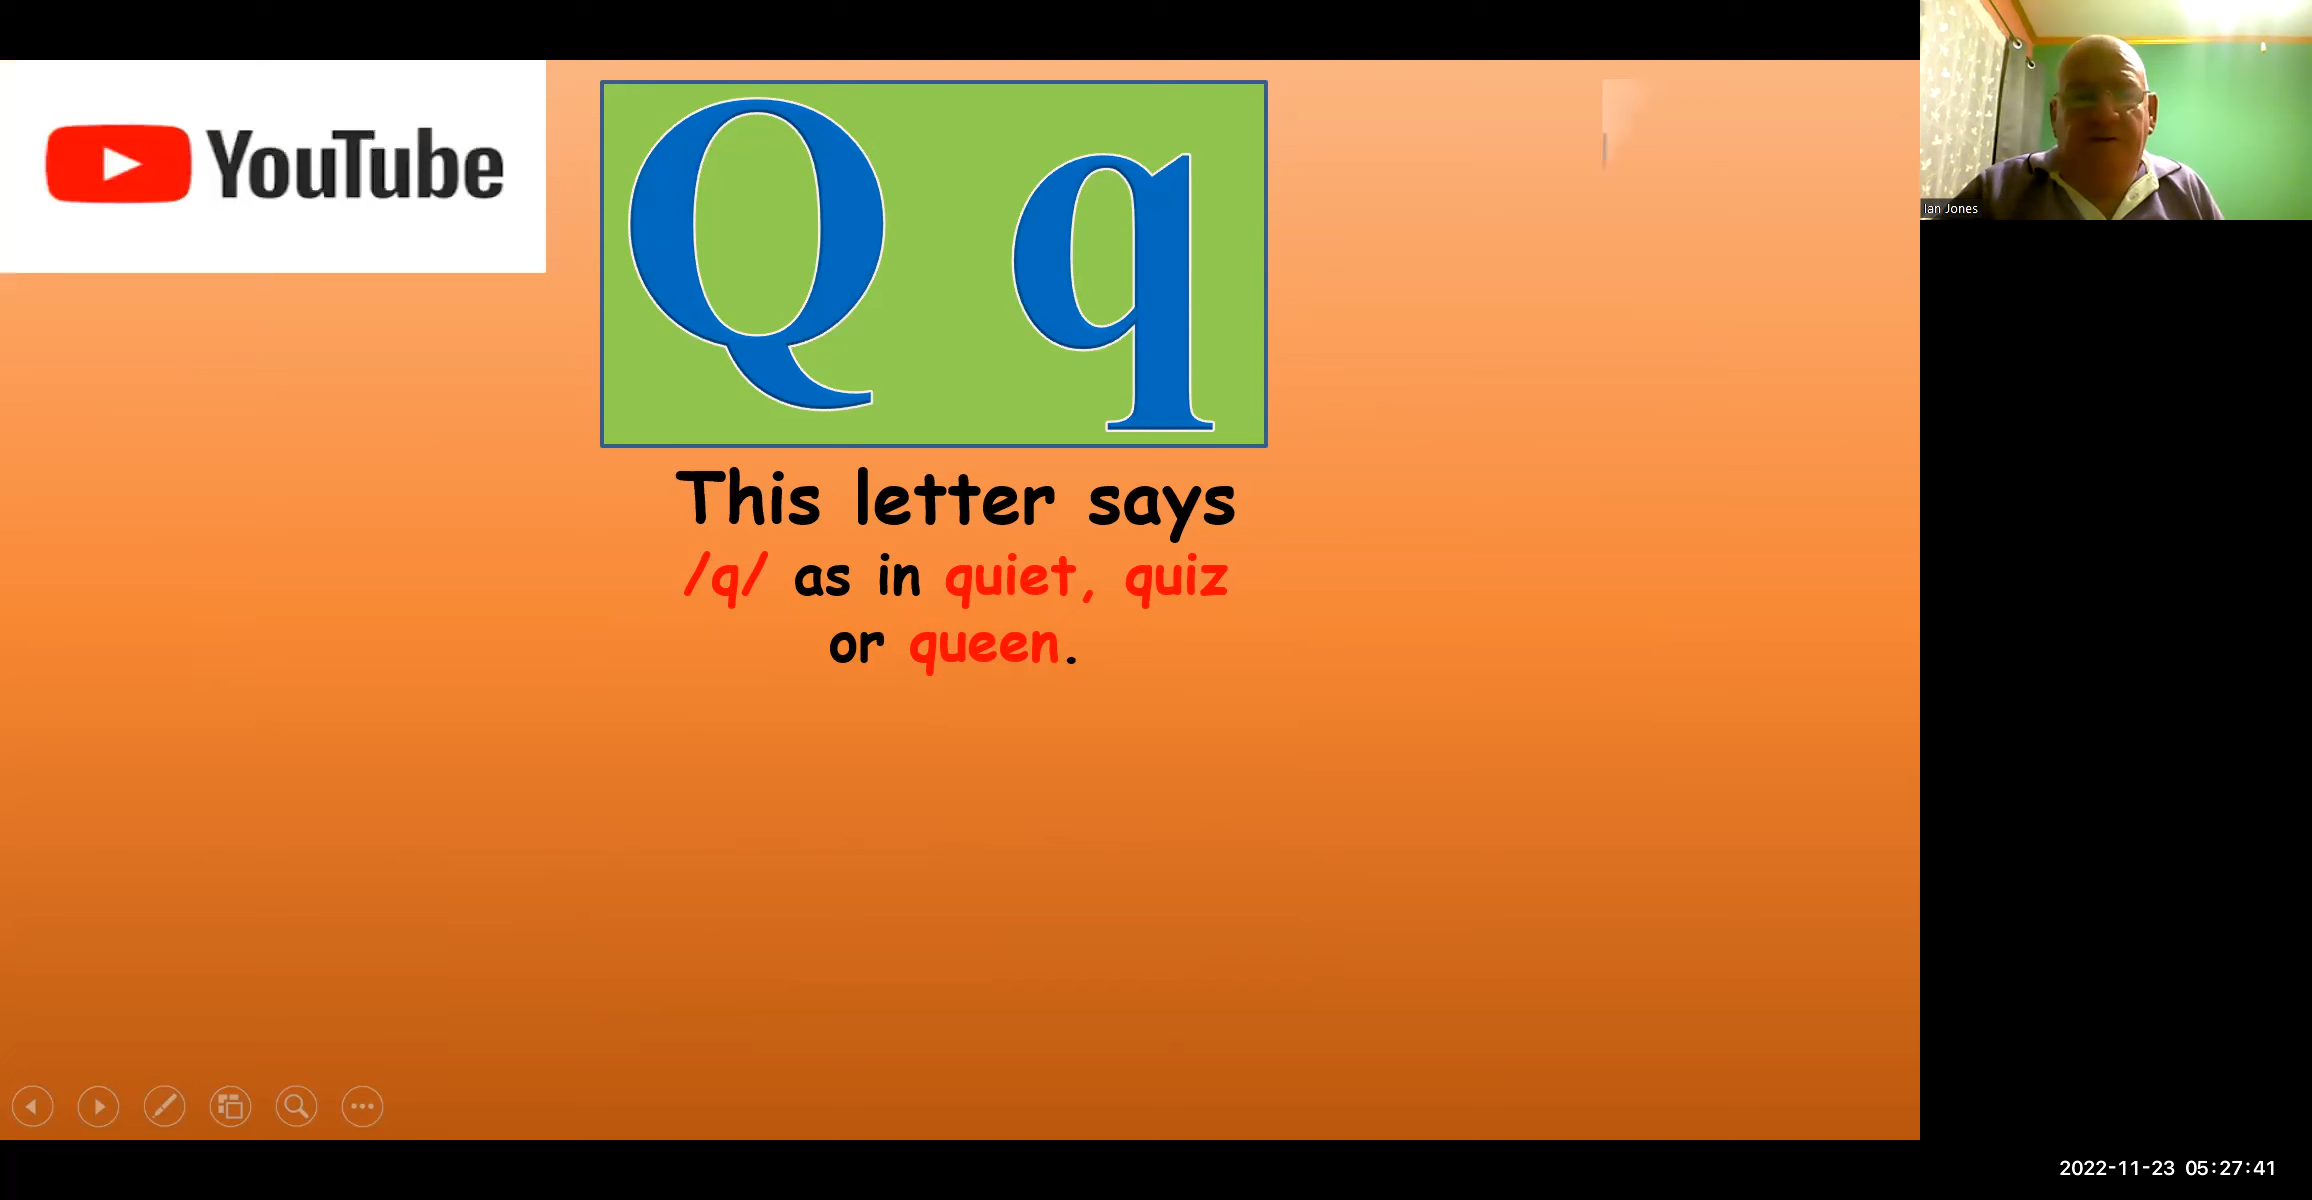 YouTube
Q q
This letter says
/q/ as in quiet, quiz
or queen.
Ian Jones
2022-11-23 05:27:41